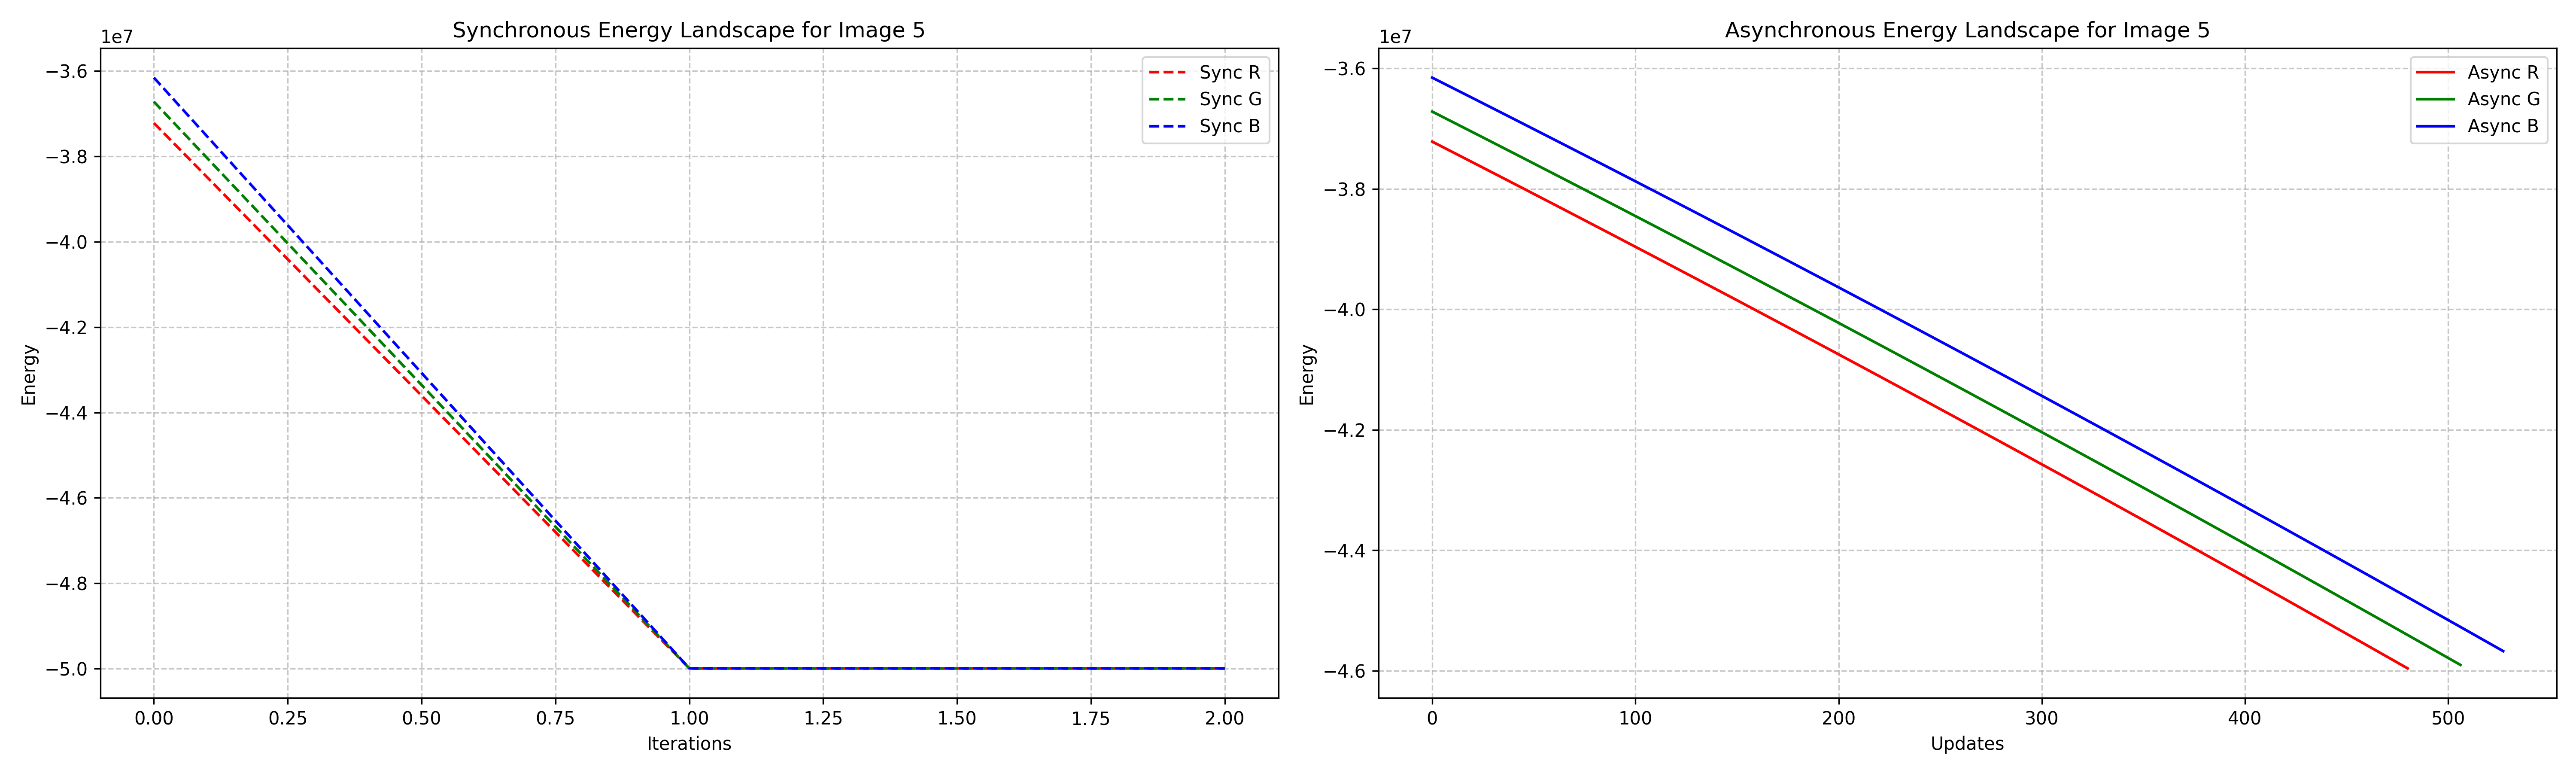 Synchronous Energy Landscape for Image 5
1e7
−3.6
−3.8
−4.0
−4.2
−4.4
−4.6
−4.8
−5.0
Energy
0.00 0.25 0.50 0.75 1.00 1.25 1.50 1.75 2.00
Iterations
Sync R
Sync G
Sync B
Asynchronous Energy Landscape for Image 5
1e7
−3.6
−3.8
−4.0
−4.2
−4.4
−4.6
Energy
0 100 200 300 400 500
Updates
Async R
Async G
Async B